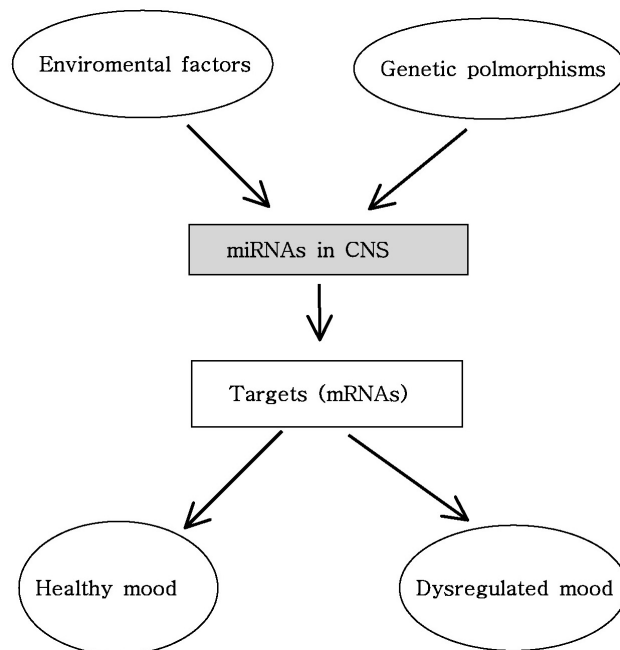 Enviromental factors
Genetic polmorphisms
miRNAs in CNS
Targets (mRNAs)
Healthy mood
Dysregulated mood